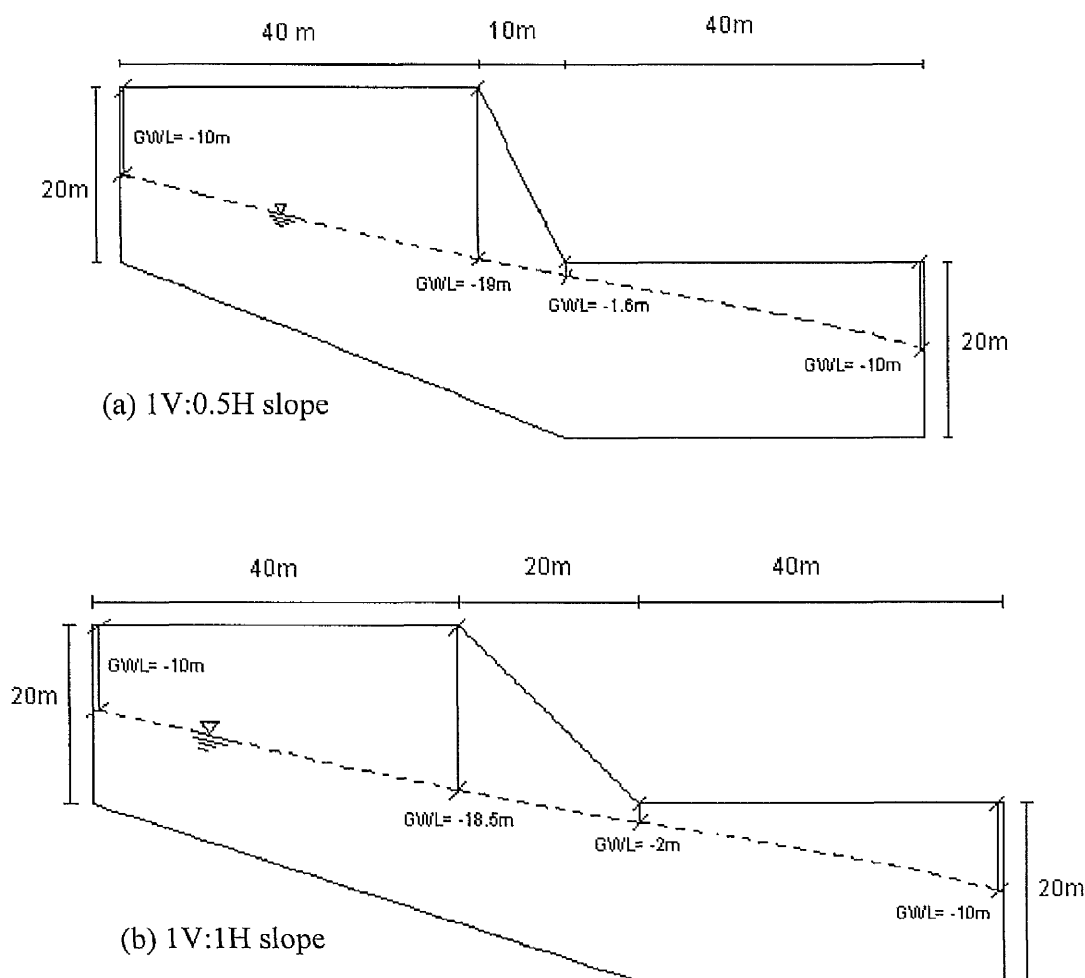 40 m 10m 40m
GWL= -10m
20m
GWL= -19m
GWL= -1.6m
20m
GWL= -10m
(a) 1V:0.5H slope
40m 20m 40m
GWL= -10m
20m
GWL= -18.5m
GWL= -2m
20m
GWL= -10m
(b) 1V:1H slope